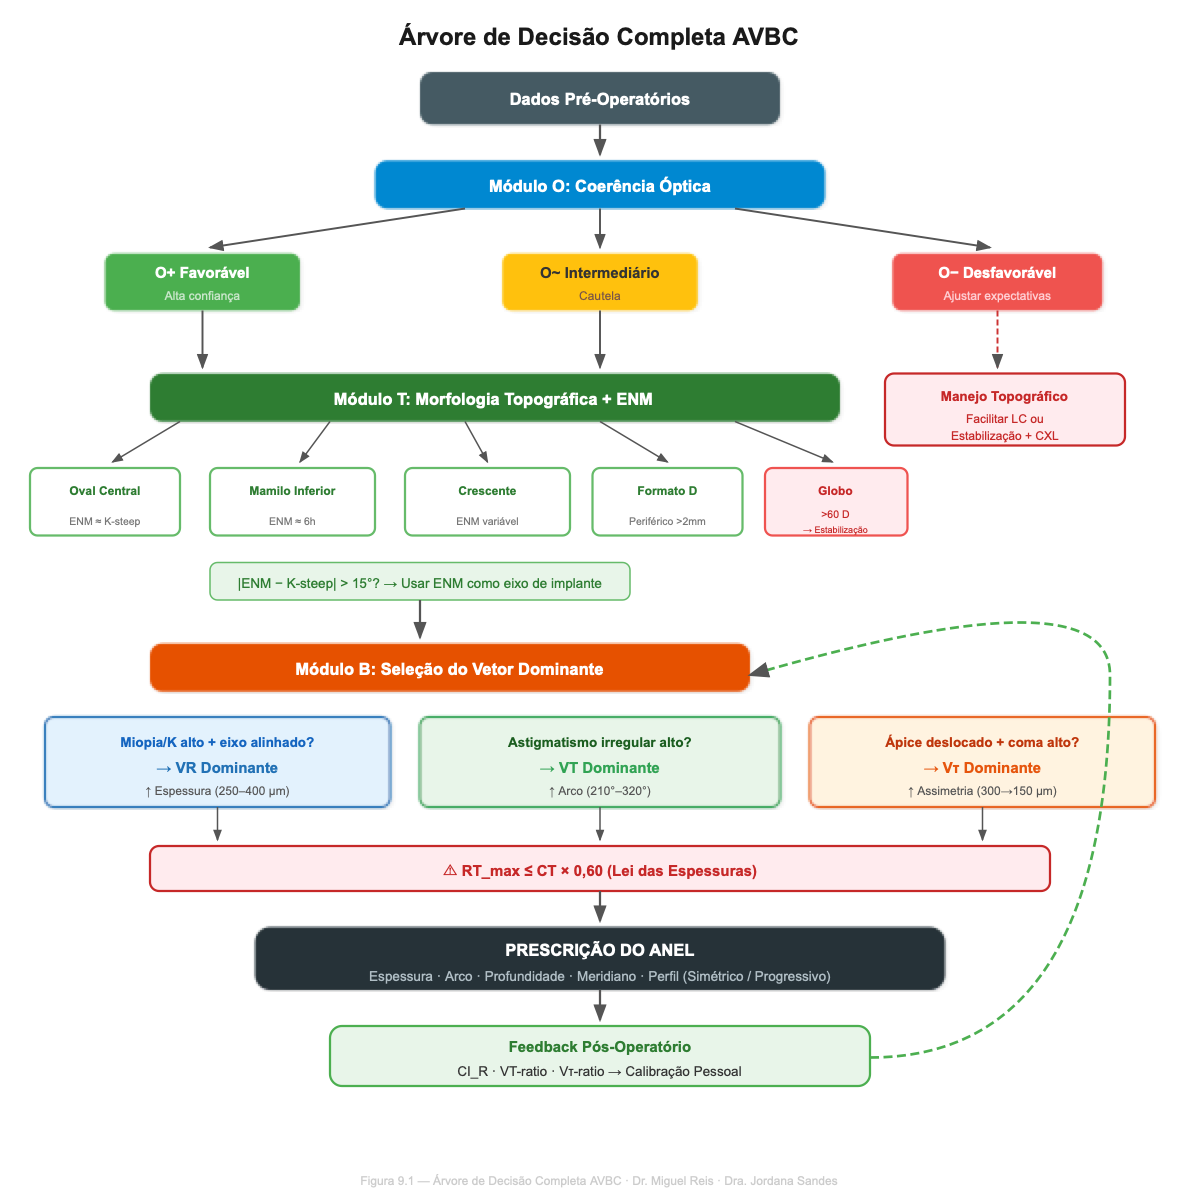 Árvore de Decisão Completa AVBC
Dados Pré-Operatórios
Módulo O: Coerência Óptica
O+ Favorável
Alta confiança
O~ Intermediário
Cautela
O− Desfavorável
Ajustar expectativas
Módulo T: Morfologia Topográfica + ENM
Manejo Topográfico
Facilitar LC ou
Estabilização + CXL
Oval Central
ENM ≈ K-steep
Mamilo Inferior
ENM ≈ 6h
Crescente
ENM variável
Formato D
Periférico >2mm
Globo
>60 D
→ Estabilização
|ENM − K-steep| > 15°? → Usar ENM como eixo de implante
Módulo B: Seleção do Vetor Dominante
Miopia/K alto + eixo alinhado?
→ VR Dominante
↑ Espessura (250–400 µm)
Astigmatismo irregular alto?
→ VT Dominante
↑ Arco (210°–320°)
Ápice deslocado + coma alto?
→ Vτ Dominante
↑ Assimetria (300→150 µm)
⚠ RT_max ≤ CT × 0,60 (Lei das Espessuras)
PRESCRIÇÃO DO ANEL
Espessura · Arco · Profundidade · Meridiano · Perfil (Simétrico / Progressivo)
Feedback Pós-Operatório
CI_R · VT-ratio · Vτ-ratio → Calibração Pessoal
Figura 9.1 — Árvore de Decisão Completa AVBC · Dr. Miguel Reis · Dra. Jordana Sandes